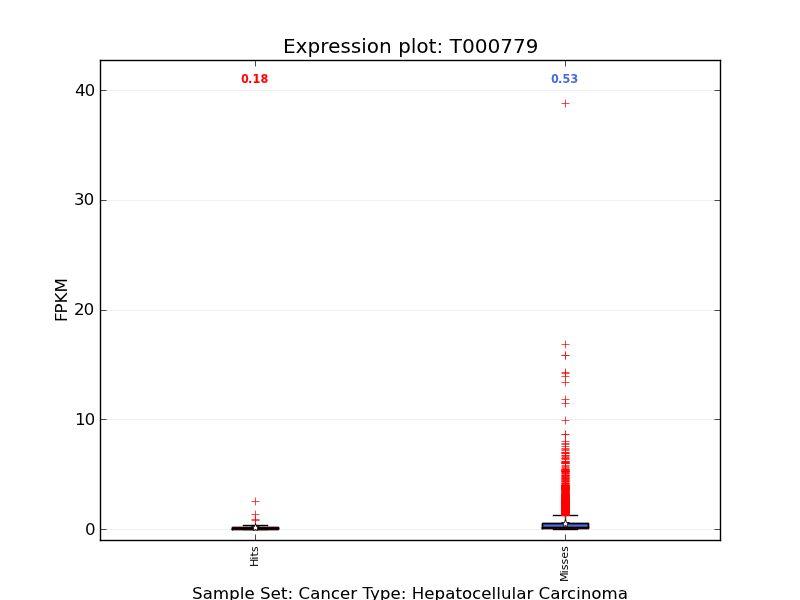 Expression plot: T000779
0.18
0.53
40
30
20
10
0
FPKM
Hits
Misses
Sample Set: Cancer Type: Hepatocellular Carcinoma